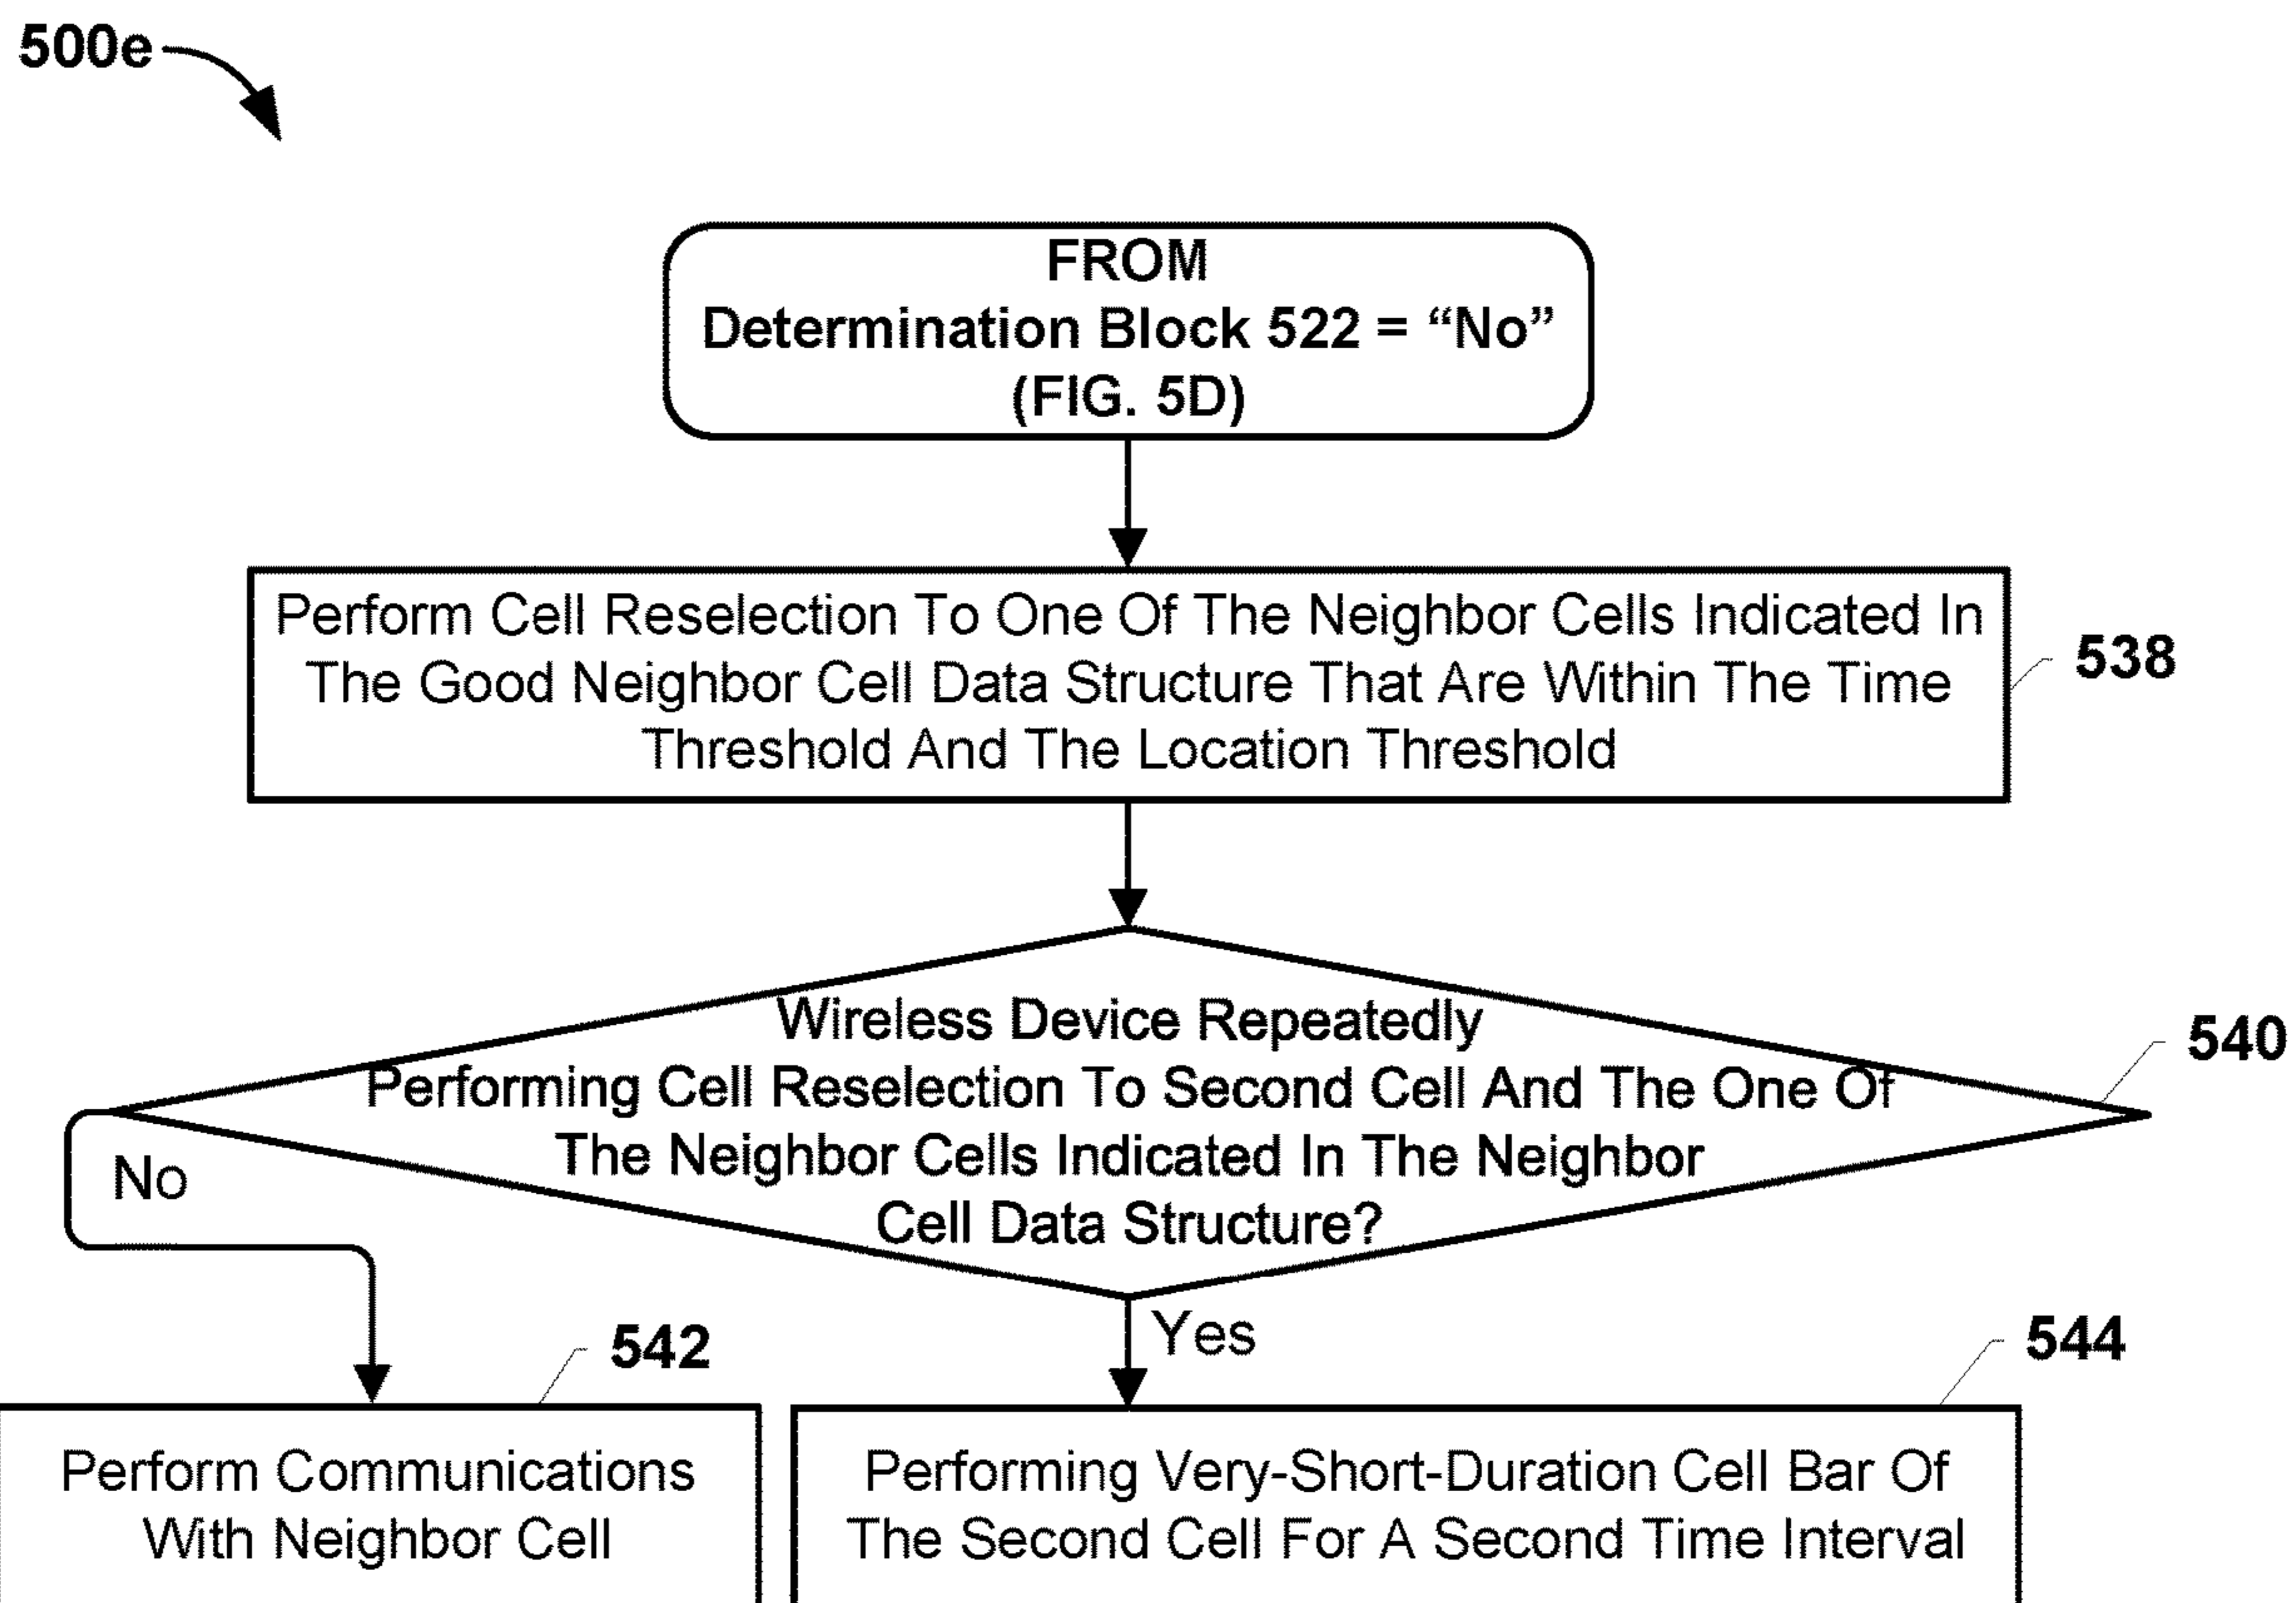 500e
FROM
Determination Block 522 = “No”
(FIG. 5D)
Perform Cell Reselection To One Of The Neighbor Cells Indicated In
The Good Neighbor Cell Data Structure That Are Within The Time
Threshold And The Location Threshold
538
Wireless Device Repeatedly
Performing Cell Reselection To Second Cell And The One Of
The Neighbor Cells Indicated In The Neighbor
Cell Data Structure?
540
No
Yes
542
Perform Communications
With Neighbor Cell
544
Performing Very-Short-Duration Cell Bar Of
The Second Cell For A Second Time Interval